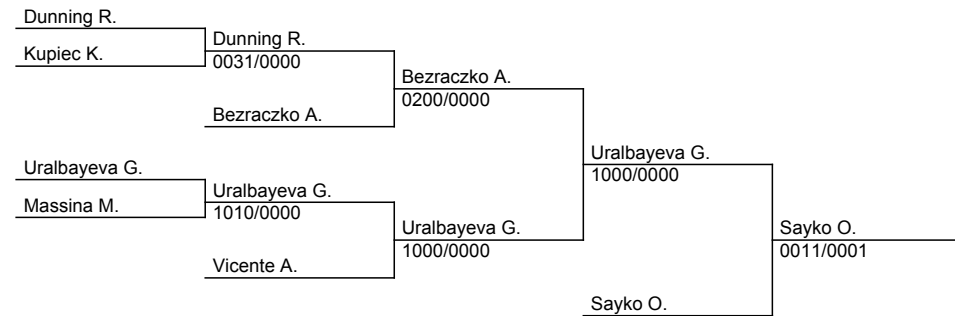 Dunning R.
Kupiec K.
Dunning R.
0031/0000
Bezraczko A.
Bezraczko A.
0200/0000
Uralbayeva G.
Massina M.
Uralbayeva G.
1010/0000
Vicente A.
Uralbayeva G.
1000/0000
Uralbayeva G.
1000/0000
Sayko O.
Sayko O.
0011/0001